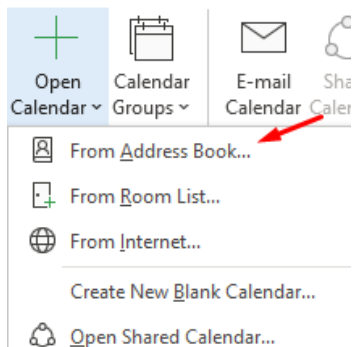 Open Calendar Calendar Groups E-mail Calendar
From Address Book...
From Room List...
From Internet...
Create New Blank Calendar...
Open Shared Calendar...